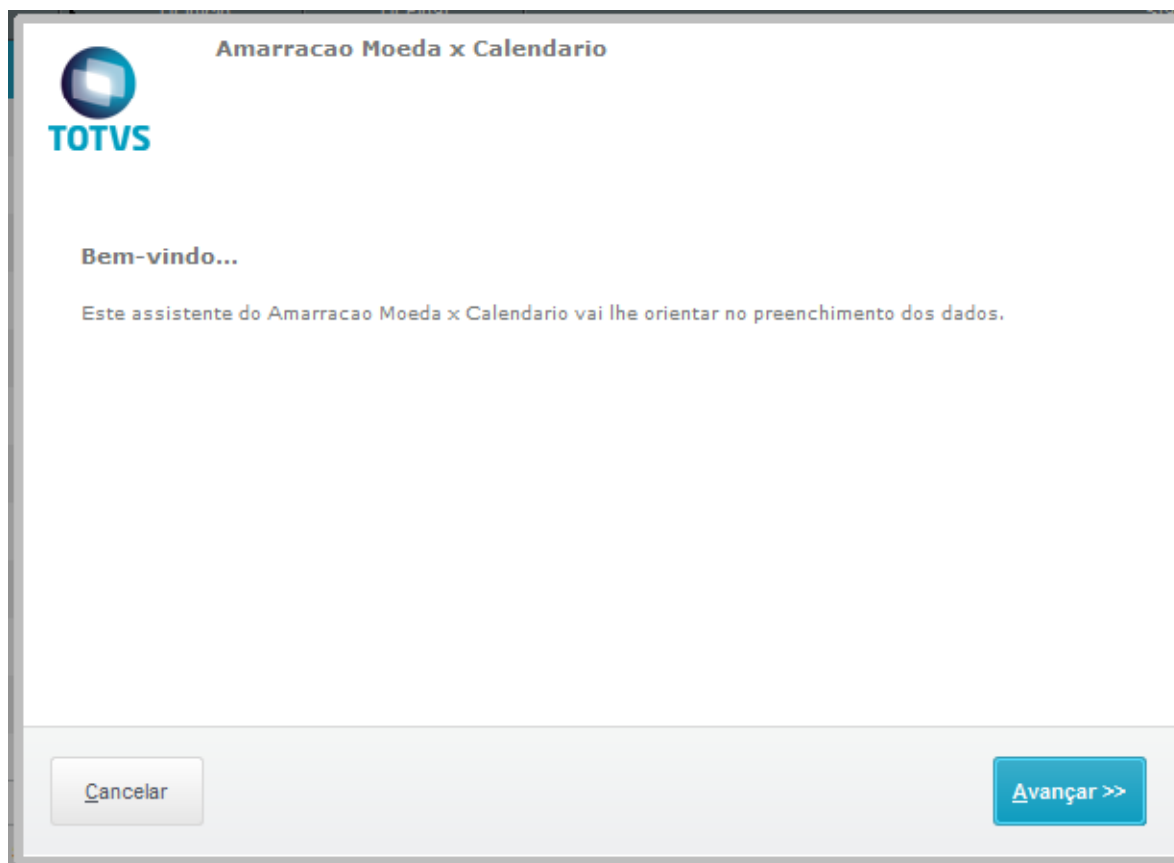 Amarracao Moeda x Calendario
TOTVS
Bem-vindo...
Este assistente do Amarracao Moeda x Calendario vai lhe orientar no preenchimento dos dados.
Cancelar
Avançar >>